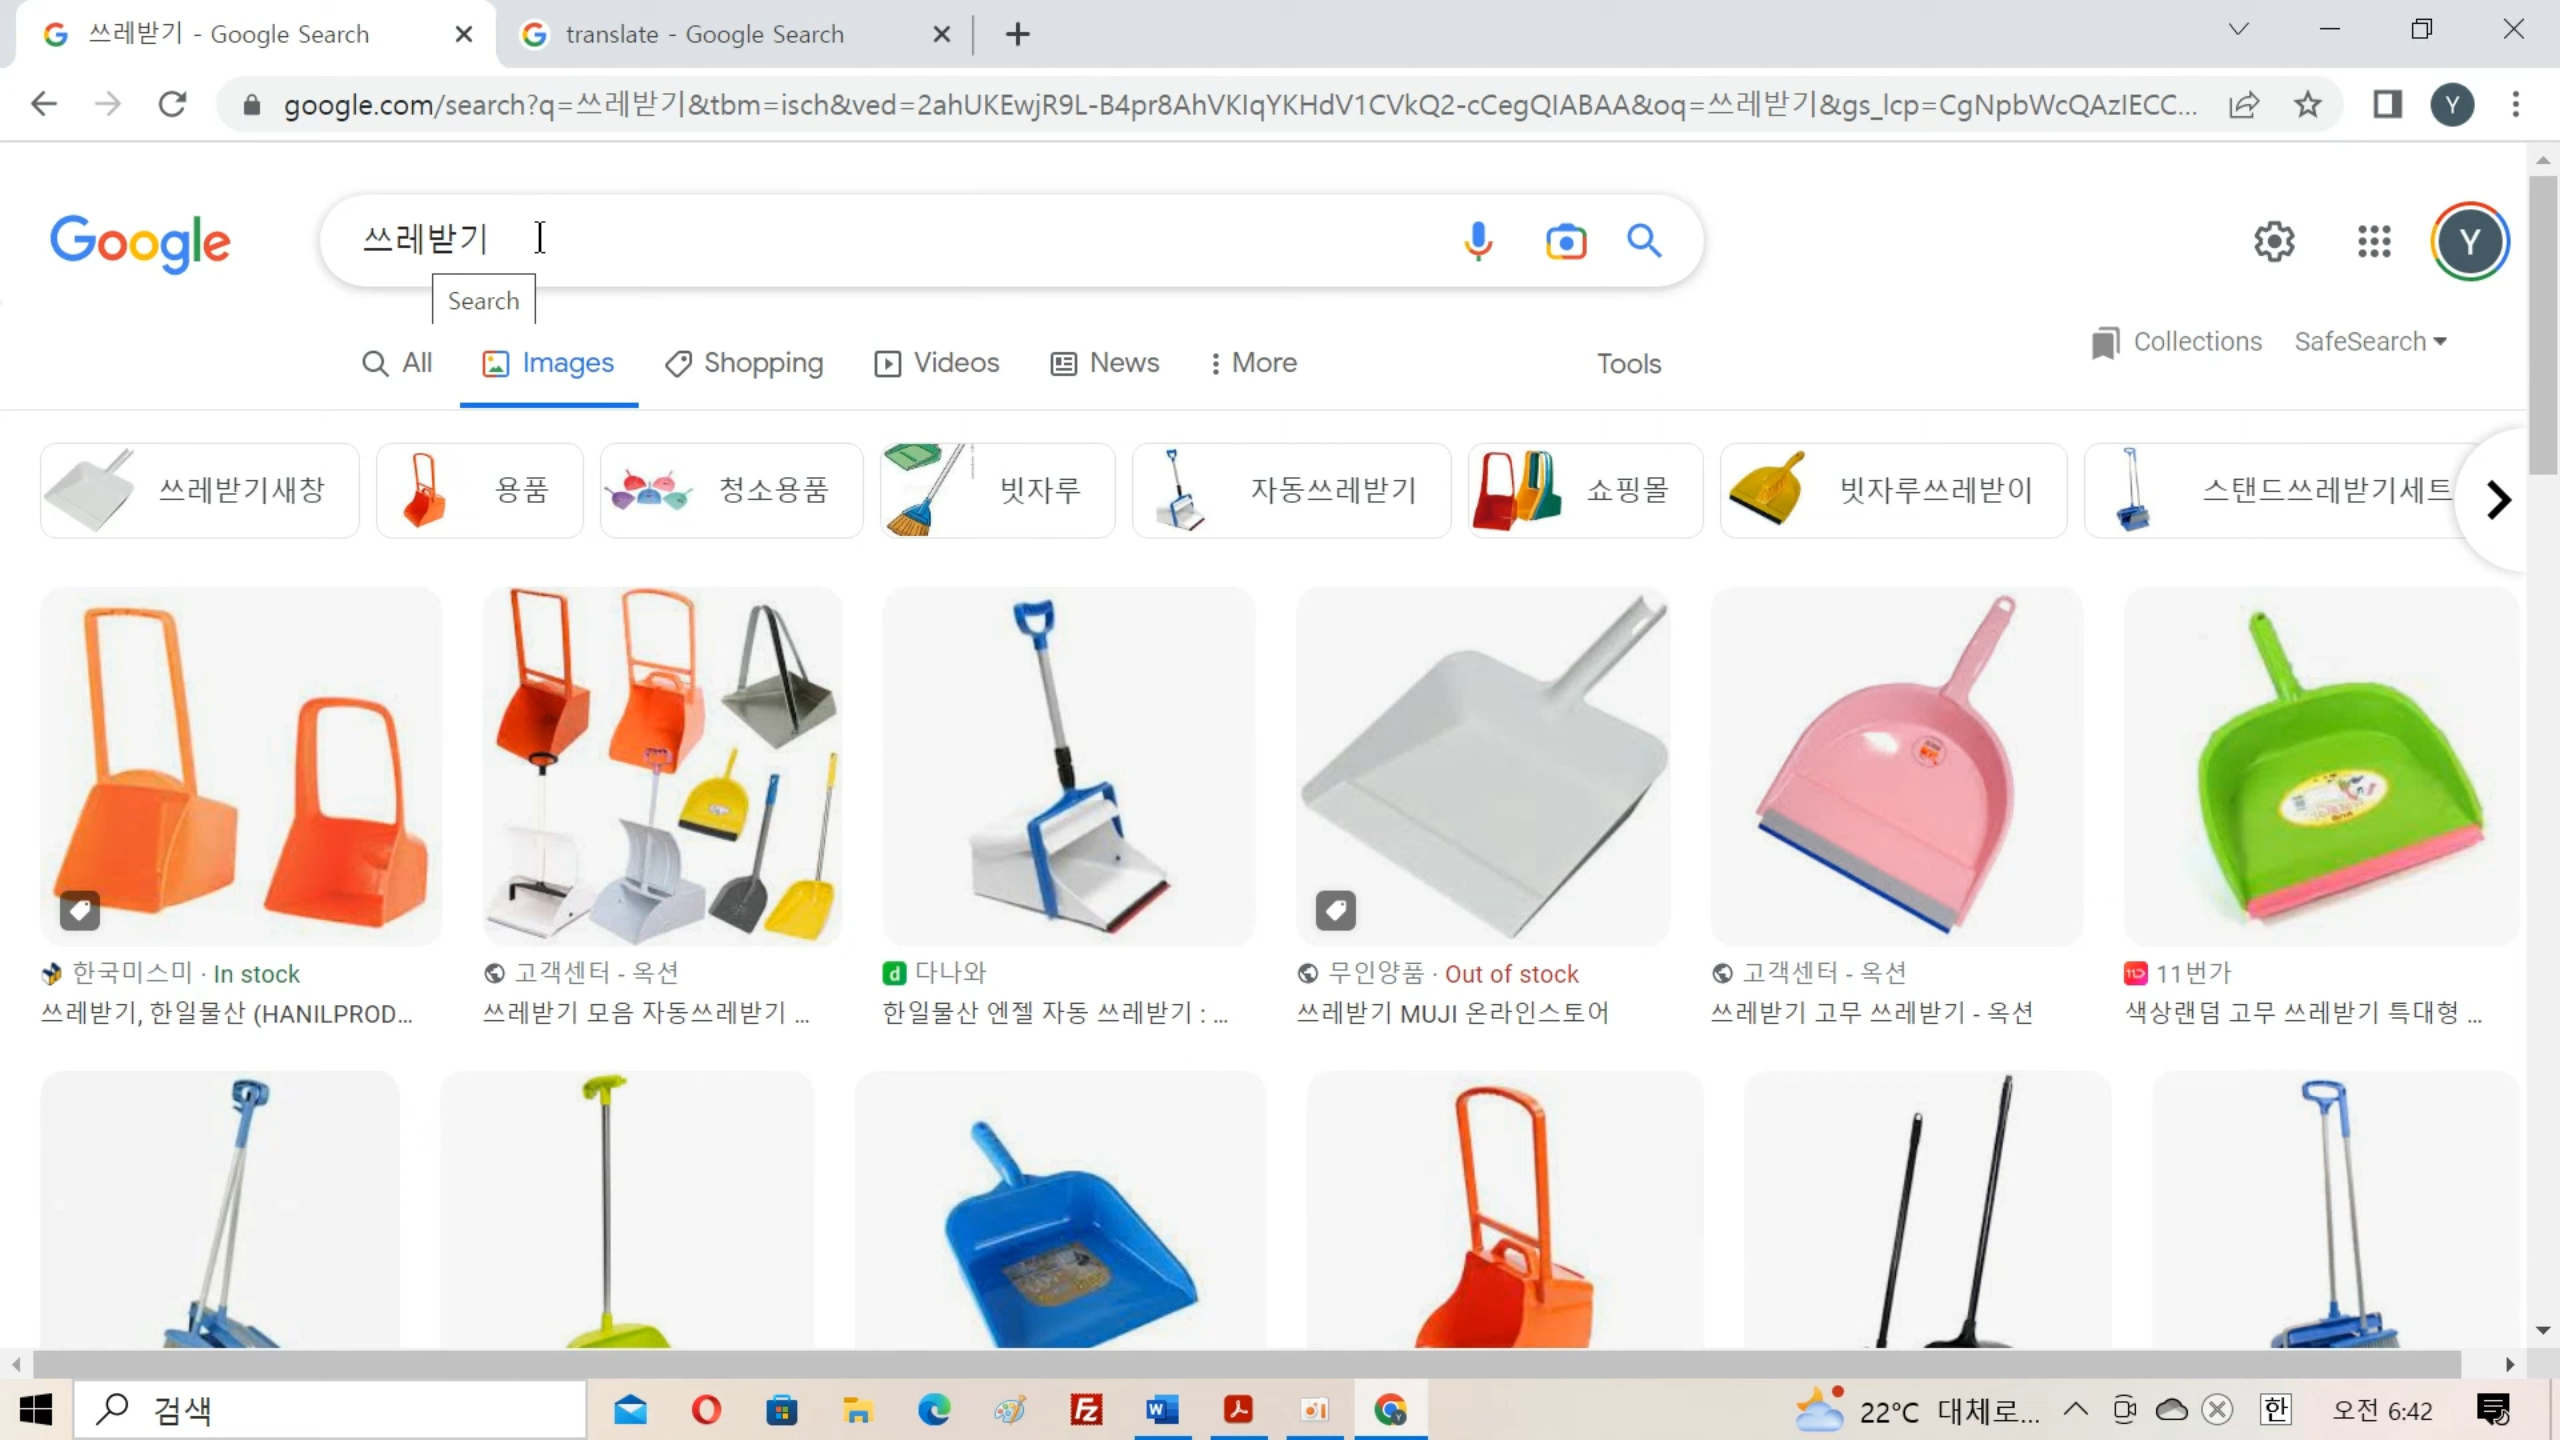 쓰레받기 - Google Search
translate - Google Search
google.com/search?q=쓰레받기&tbm=isch&ved=2ahUKEwjR9L-B4pr8AhVKIqYKHdV1CVkQ2-cCegQIABAA&oq=쓰레받기&gs_lcp=CgNpbWcQAzIECC...
Y
Google
쓰레받기
Y
Search
All
Images
Shopping
Videos
News
More
Tools
Collections
SafeSearch
쓰레받기새창
용품
청소용품
빗자루
자동쓰레받기
쇼핑몰
빗자루쓰레받이
스탠드쓰레받기세트
한국미스미 · In stock
고객센터 - 옥션
다나와
무인양품 · Out of stock
고객센터 - 옥션
11번가
쓰레받기, 한일물산 (HANILPROD...
쓰레받기 모음 자동쓰레받기 ...
한일물산 엔젤 자동 쓰레받기 : ...
쓰레받기 MUJI 온라인스토어
쓰레받기 고무 쓰레받기 - 옥션
색상랜덤 고무 쓰레받기 특대형 ...
검색
22°C 대체로...
한
오전 6:42